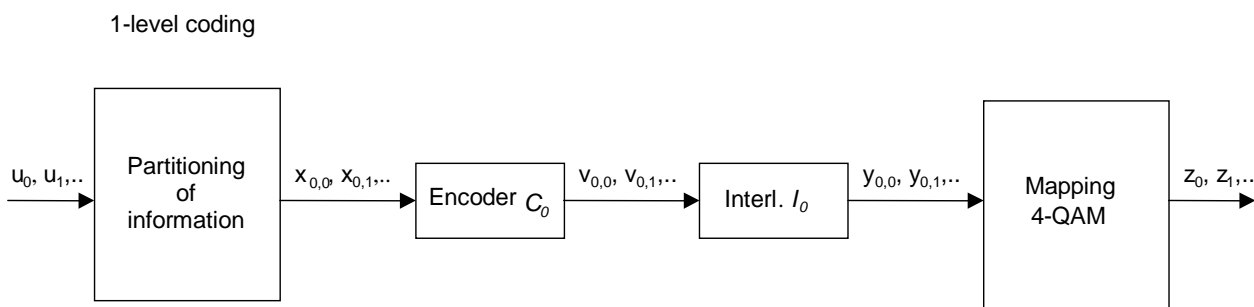 1-level coding
Partitioning
of
information
u0, u1,..
x0,0, x0,1,..
Encoder C0
v0,0, v0,1,..
Interl. I0
y0,0, y0,1,..
Mapping
4-QAM
z0, z1,..